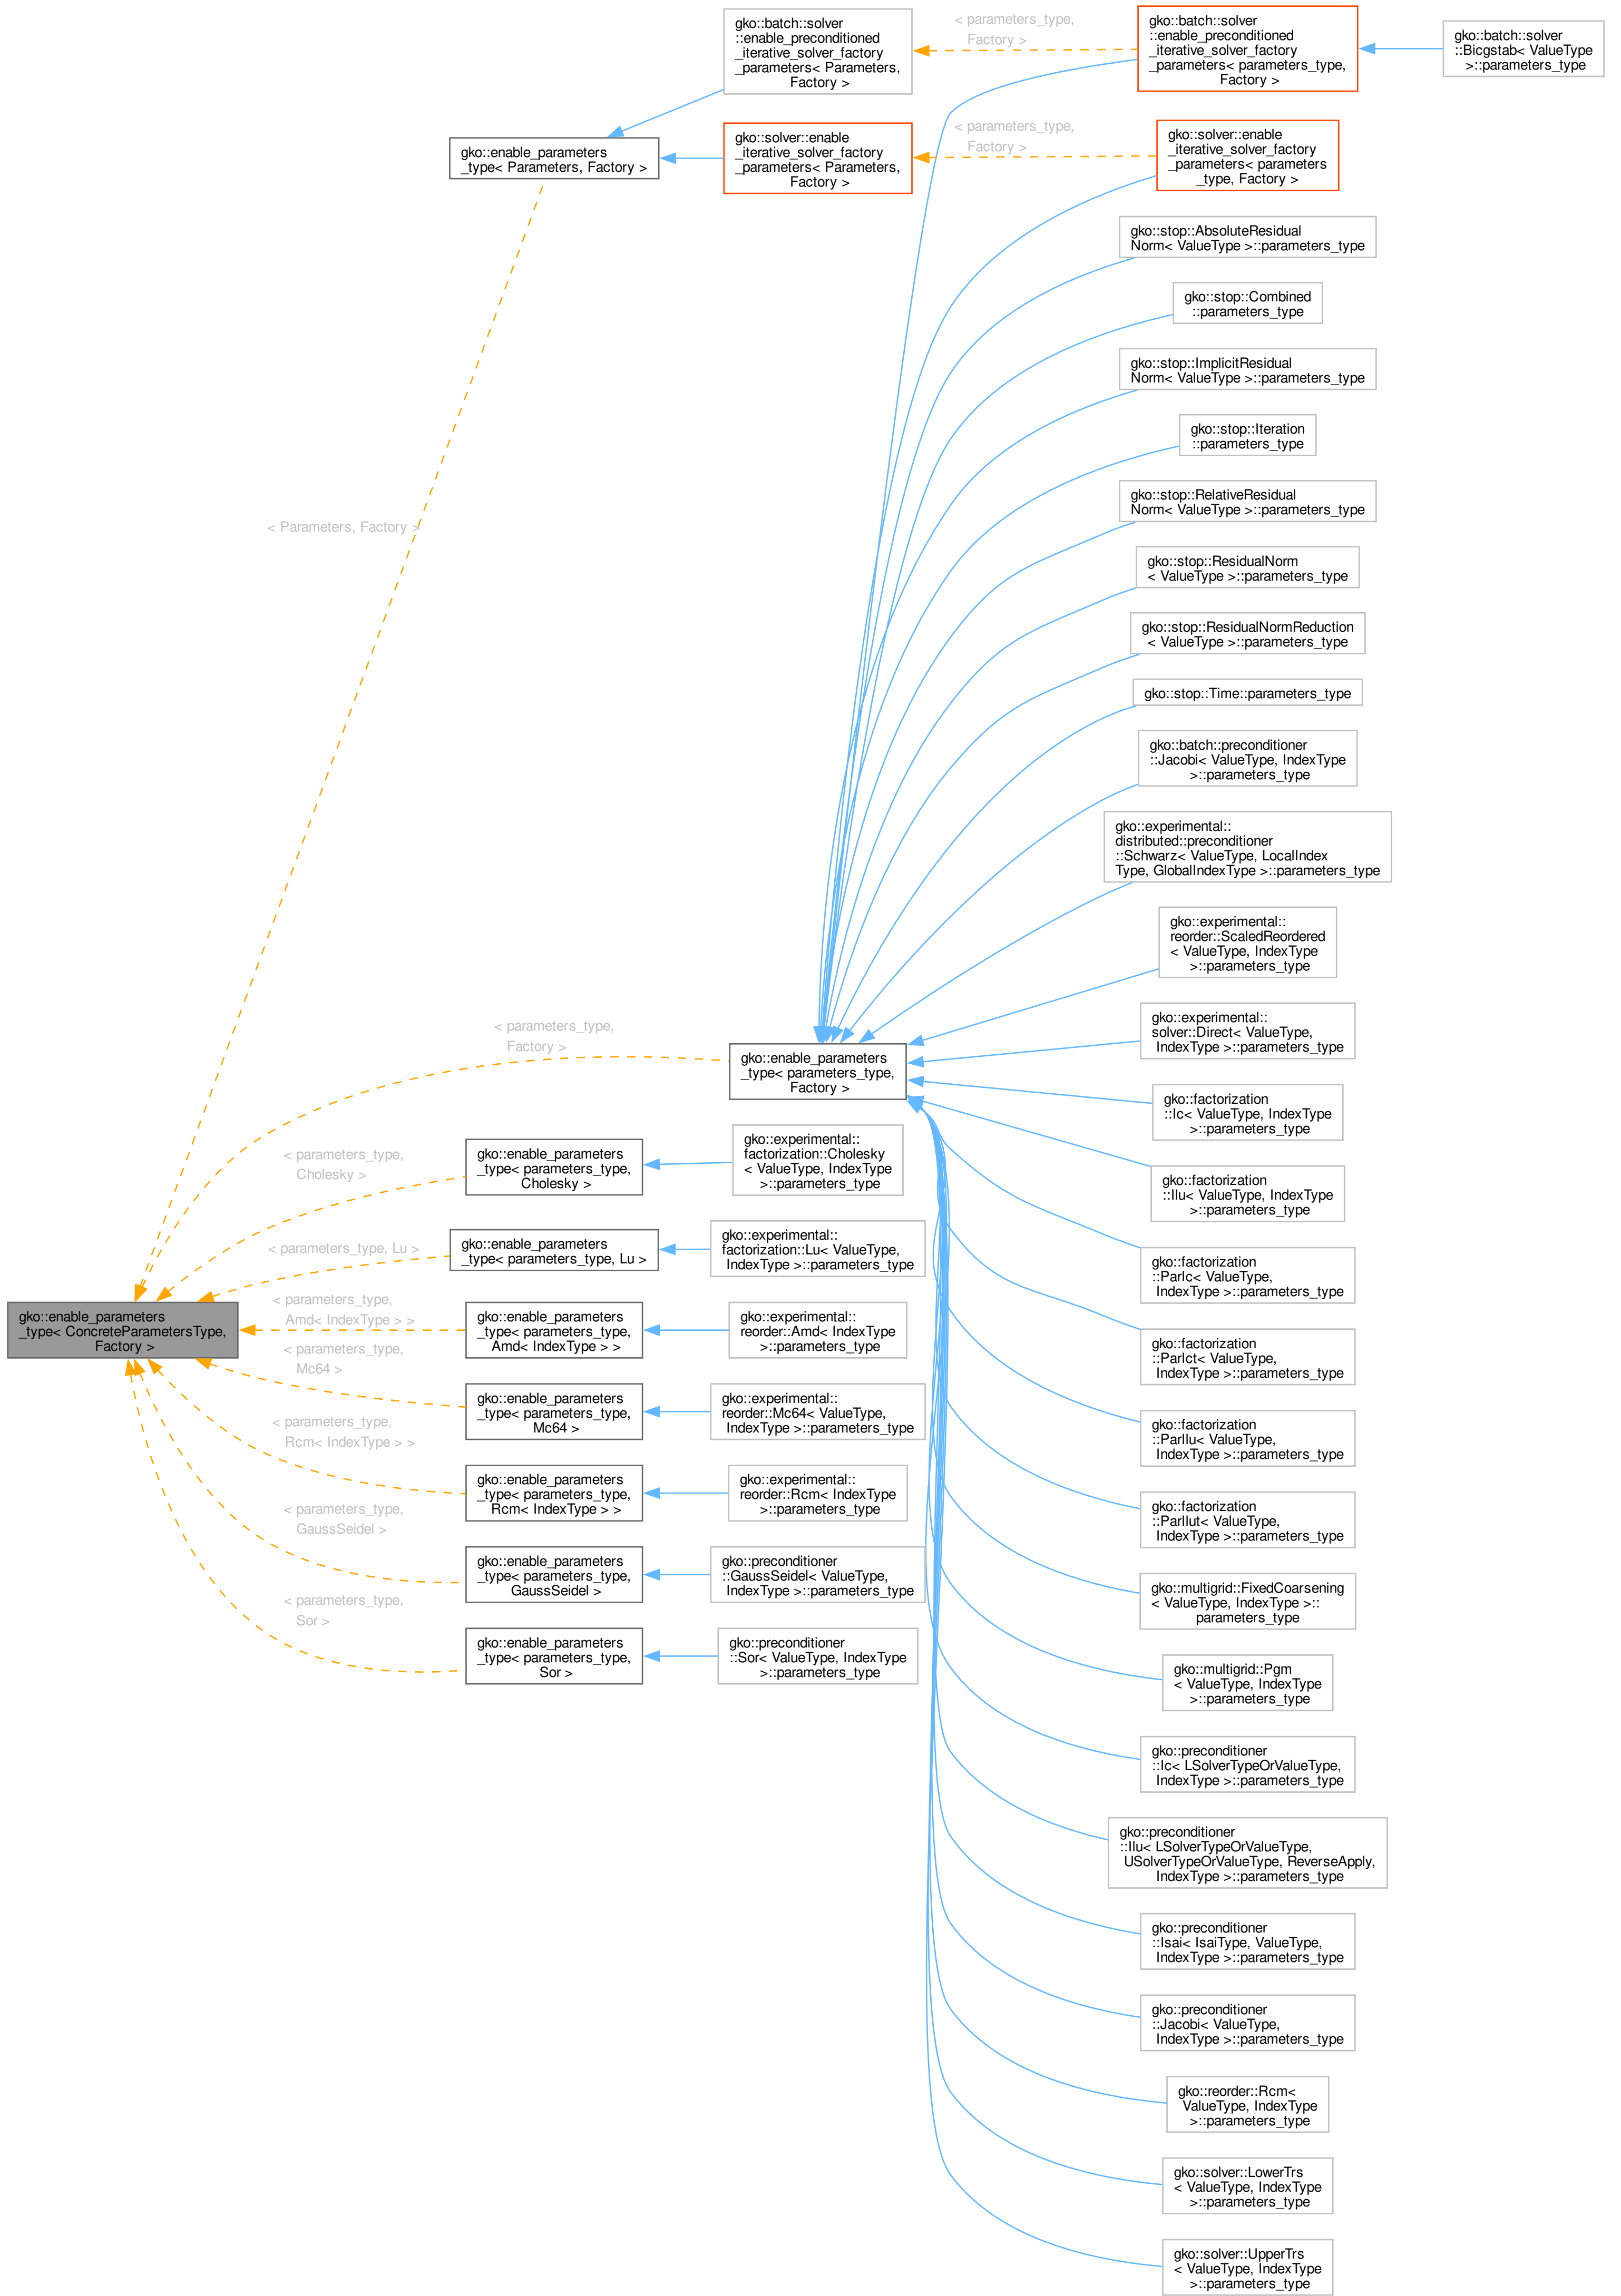 gko::batch::solver
::enable_preconditioned
_iterative_solver_factory
_parameters< Parameters,
Factory >
< parameters_type,
Factory >
gko::batch::solver
::enable_preconditioned
_iterative_solver_factory
_parameters< parameters_type,
Factory >
gko::batch::solver
::Bicgstab< ValueType
>::parameters_type
gko::enable_parameters
_type< Parameters, Factory >
gko::solver::enable
_iterative_solver_factory
_parameters< Parameters,
Factory >
< parameters_type,
Factory >
gko::solver::enable
_iterative_solver_factory
_parameters< parameters
_type, Factory >
gko::stop::AbsoluteResidual
Norm< ValueType >::parameters_type
gko::stop::Combined
::parameters_type
gko::stop::ImplicitResidual
Norm< ValueType >::parameters_type
gko::stop::Iteration
::parameters_type
gko::stop::RelativeResidual
Norm< ValueType >::parameters_type
< Parameters, Factory >
gko::stop::ResidualNorm
< ValueType >::parameters_type
gko::stop::ResidualNormReduction
< ValueType >::parameters_type
gko::stop::Time::parameters_type
gko::batch::preconditioner
::Jacobi< ValueType, IndexType
>::parameters_type
gko::experimental::
distributed::preconditioner
::Schwarz< ValueType, LocalIndex
Type, GlobalIndexType >::parameters_type
gko::experimental::
reorder::ScaledReordered
< ValueType, IndexType
>::parameters_type
gko::experimental::
solver::Direct< ValueType,
IndexType >::parameters_type
< parameters_type,
Factory >
gko::enable_parameters
_type< parameters_type,
Factory >
gko::factorization
::Ic< ValueType, IndexType
>::parameters_type
gko::factorization
::Ilu< ValueType, IndexType
>::parameters_type
< parameters_type,
Cholesky >
gko::enable_parameters
_type< parameters_type,
Cholesky >
gko::experimental::
factorization::Cholesky
< ValueType, IndexType
>::parameters_type
< parameters_type, Lu >
gko::enable_parameters
_type< parameters_type, Lu >
gko::experimental::
factorization::Lu< ValueType,
IndexType >::parameters_type
gko::factorization
::ParIc< ValueType,
IndexType >::parameters_type
gko::enable_parameters
_type< ConcreteParametersType,
Factory >
< parameters_type,
Amd< IndexType > >
gko::enable_parameters
_type< parameters_type,
Amd< IndexType > >
gko::experimental::
reorder::Amd< IndexType
>::parameters_type
gko::factorization
::ParIct< ValueType,
IndexType >::parameters_type
< parameters_type,
Mc64 >
gko::enable_parameters
_type< parameters_type,
Mc64 >
gko::experimental::
reorder::Mc64< ValueType,
IndexType >::parameters_type
gko::factorization
::ParIlu< ValueType,
IndexType >::parameters_type
< parameters_type,
Rcm< IndexType > >
gko::enable_parameters
_type< parameters_type,
Rcm< IndexType > >
gko::experimental::
reorder::Rcm< IndexType
>::parameters_type
gko::factorization
::ParIlut< ValueType,
IndexType >::parameters_type
< parameters_type,
GaussSeidel >
gko::enable_parameters
_type< parameters_type,
GaussSeidel >
gko::preconditioner
::GaussSeidel< ValueType,
IndexType >::parameters_type
gko::multigrid::FixedCoarsening
< ValueType, IndexType >::
parameters_type
< parameters_type,
Sor >
gko::enable_parameters
_type< parameters_type,
Sor >
gko::preconditioner
::Sor< ValueType, IndexType
>::parameters_type
gko::multigrid::Pgm
< ValueType, IndexType
>::parameters_type
gko::preconditioner
::Ic< LSolverTypeOrValueType,
IndexType >::parameters_type
gko::preconditioner
::Ilu< LSolverTypeOrValueType,
USolverTypeOrValueType, ReverseApply,
IndexType >::parameters_type
gko::preconditioner
::Isai< IsaiType, ValueType,
IndexType >::parameters_type
gko::preconditioner
::Jacobi< ValueType,
IndexType >::parameters_type
gko::reorder::Rcm<
ValueType, IndexType
>::parameters_type
gko::solver::LowerTrs
< ValueType, IndexType
>::parameters_type
gko::solver::UpperTrs
< ValueType, IndexType
>::parameters_type